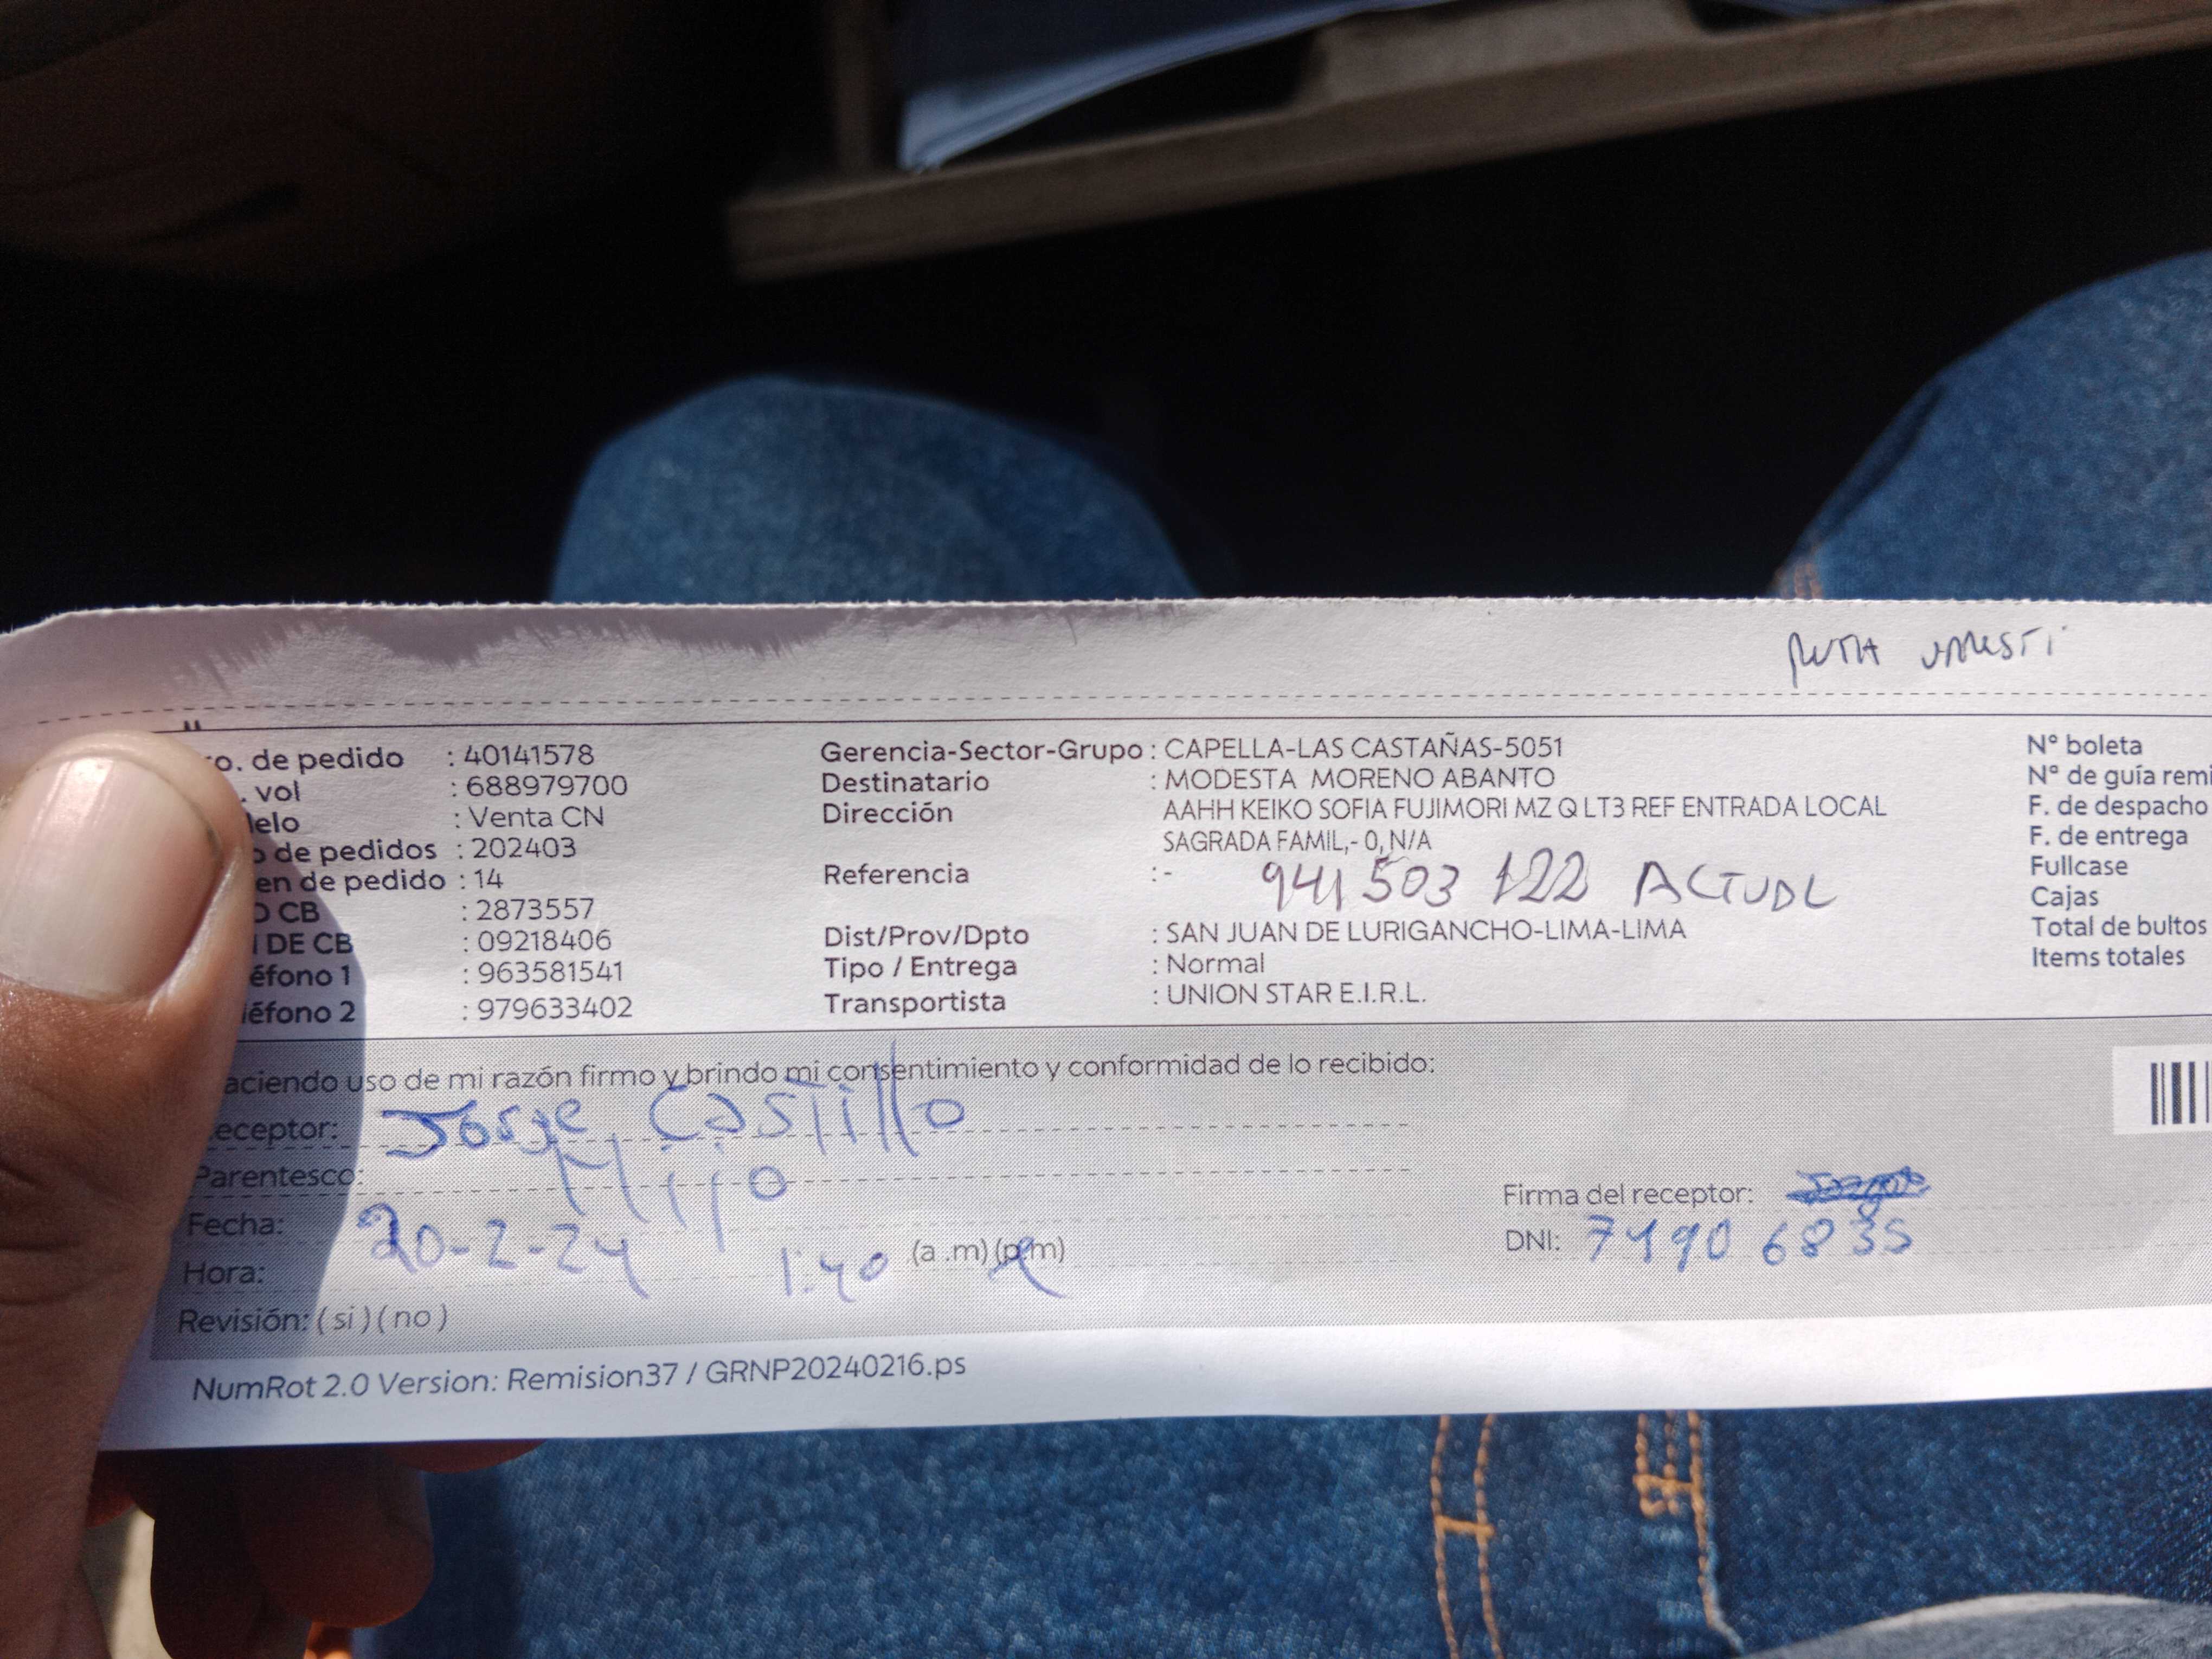 RUTA
o. de pedido : 40141578
. vol : 688979700
elo : Venta CN
o de pedidos : 202403
en de pedido : 14
O CB : 2873557
I DE CB : 09218406
éfono 1 : 963581541
léfono 2 : 979633402
Gerencia-Sector-Grupo : CAPELLA-LAS CASTAÑAS-5051
Destinatario : MODESTA MORENO ABANTO
Dirección AAHH KEIKO SOFIA FUJIMORI MZ Q LT3 REF ENTRADA LOCAL
SAGRADA FAMIL,- 0, N/A
Referencia :- 941 503 122 ACTUAL
Dist/Prov/Dpto : SAN JUAN DE LURIGANCHO-LIMA-LIMA
Tipo / Entrega : Normal
Transportista : UNION STAR E.I.R.L.
N° boleta
N° de guía remi
F. de despacho
F. de entrega
Fullcase
Cajas
Total de bultos
Items totales
aciendo uso de mi razón firmo y brindo mi consentimiento y conformidad de lo recibido:
eceptor: Jorge Castillo
Parentesco: Hijo
Fecha: 20-2-24
Hora: 1:40 (a .m) (p.m)
Revisión: ( si ) ( no )
Firma del receptor:
DNI: 71906835
NumRot 2.0 Version: Remision37 / GRNP20240216.ps